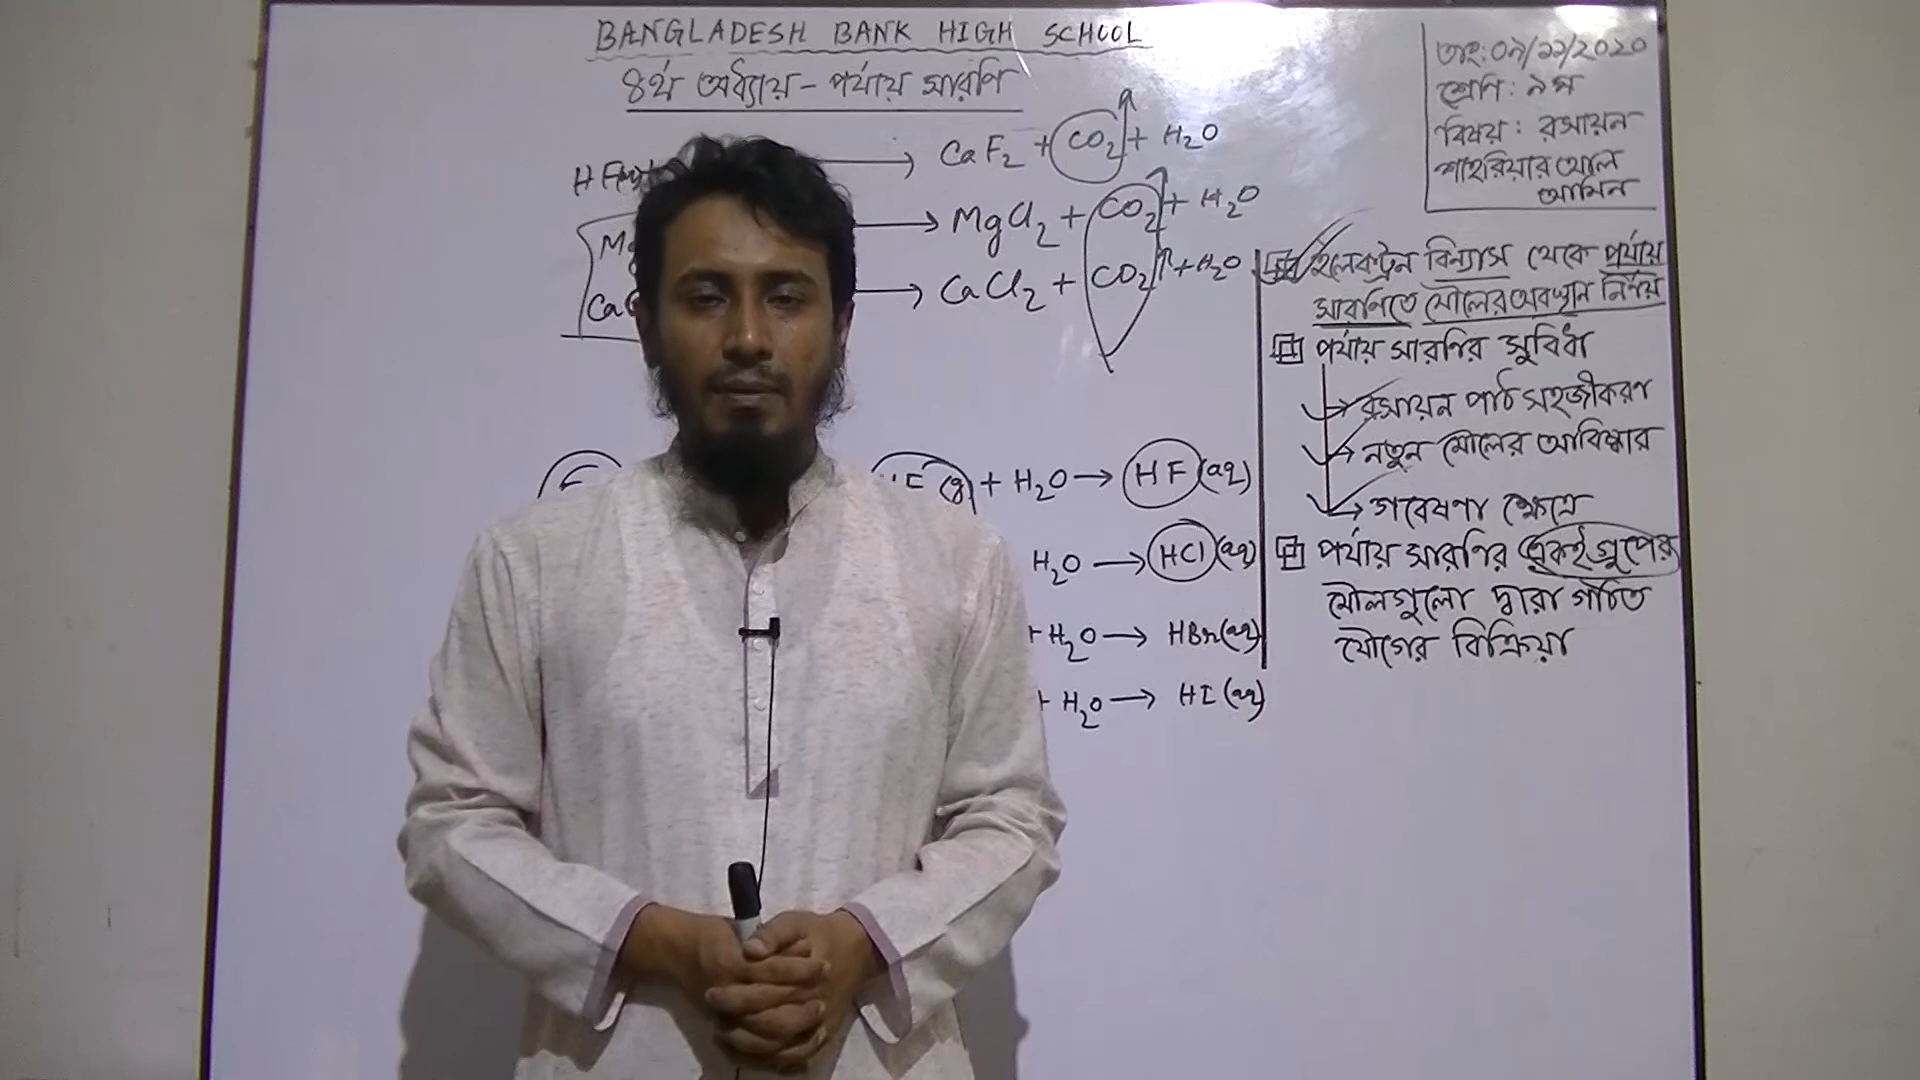 BANGLADESH BANK HIGH SCHOOL
৪র্থ অধ্যায় - পর্যায় সারণি
তাং: ০৯/১১/২০২০
শ্রেণি: ৯ম
বিষয়: রসায়ন
শাহরিয়ার আল
আমিন
→ CaF₂ + CO₂↑ + H₂O
→ MgCl₂ + CO₂↑ + H₂O
→ CaCl₂ + CO₂↑ + H₂O
+ H₂O → HF (aq)
H₂O → HCl (aq)
+ H₂O → HBr (aq)
+ H₂O → HI (aq)
ইলেকট্রন বিন্যাস থেকে পর্যায়
সারণিতে মৌলের অবস্থান নির্ণয়
পর্যায় সারণির সুবিধা
→ রসায়ন পাঠ সহজীকরণ
→ নতুন মৌলের আবিষ্কার
→ গবেষণা ক্ষেত্রে
পর্যায় সারণির একই গ্রুপের
মৌলগুলো দ্বারা গঠিত
যৌগের বিক্রিয়া